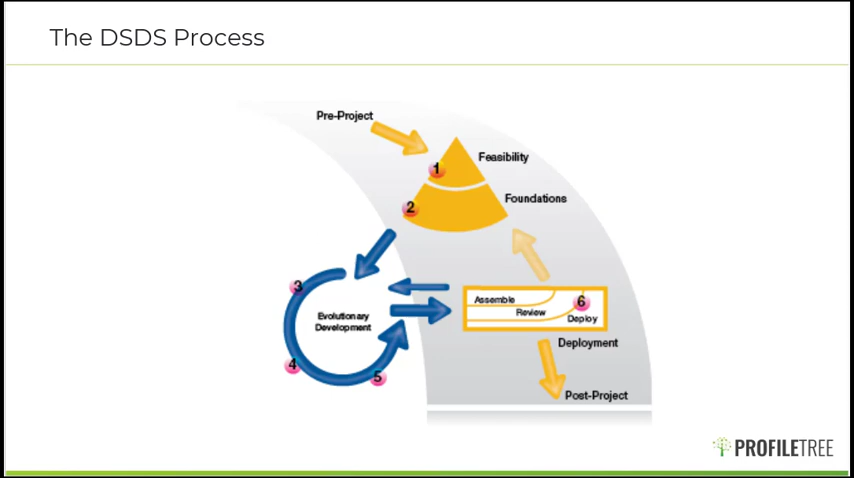 The DSDS Process
Pre-Project
1
Feasibility
2
Foundations
3
Evolutionary
Development
4
5
Assemble
Review
6
Deploy
Deployment
Post-Project
PROFILETREE